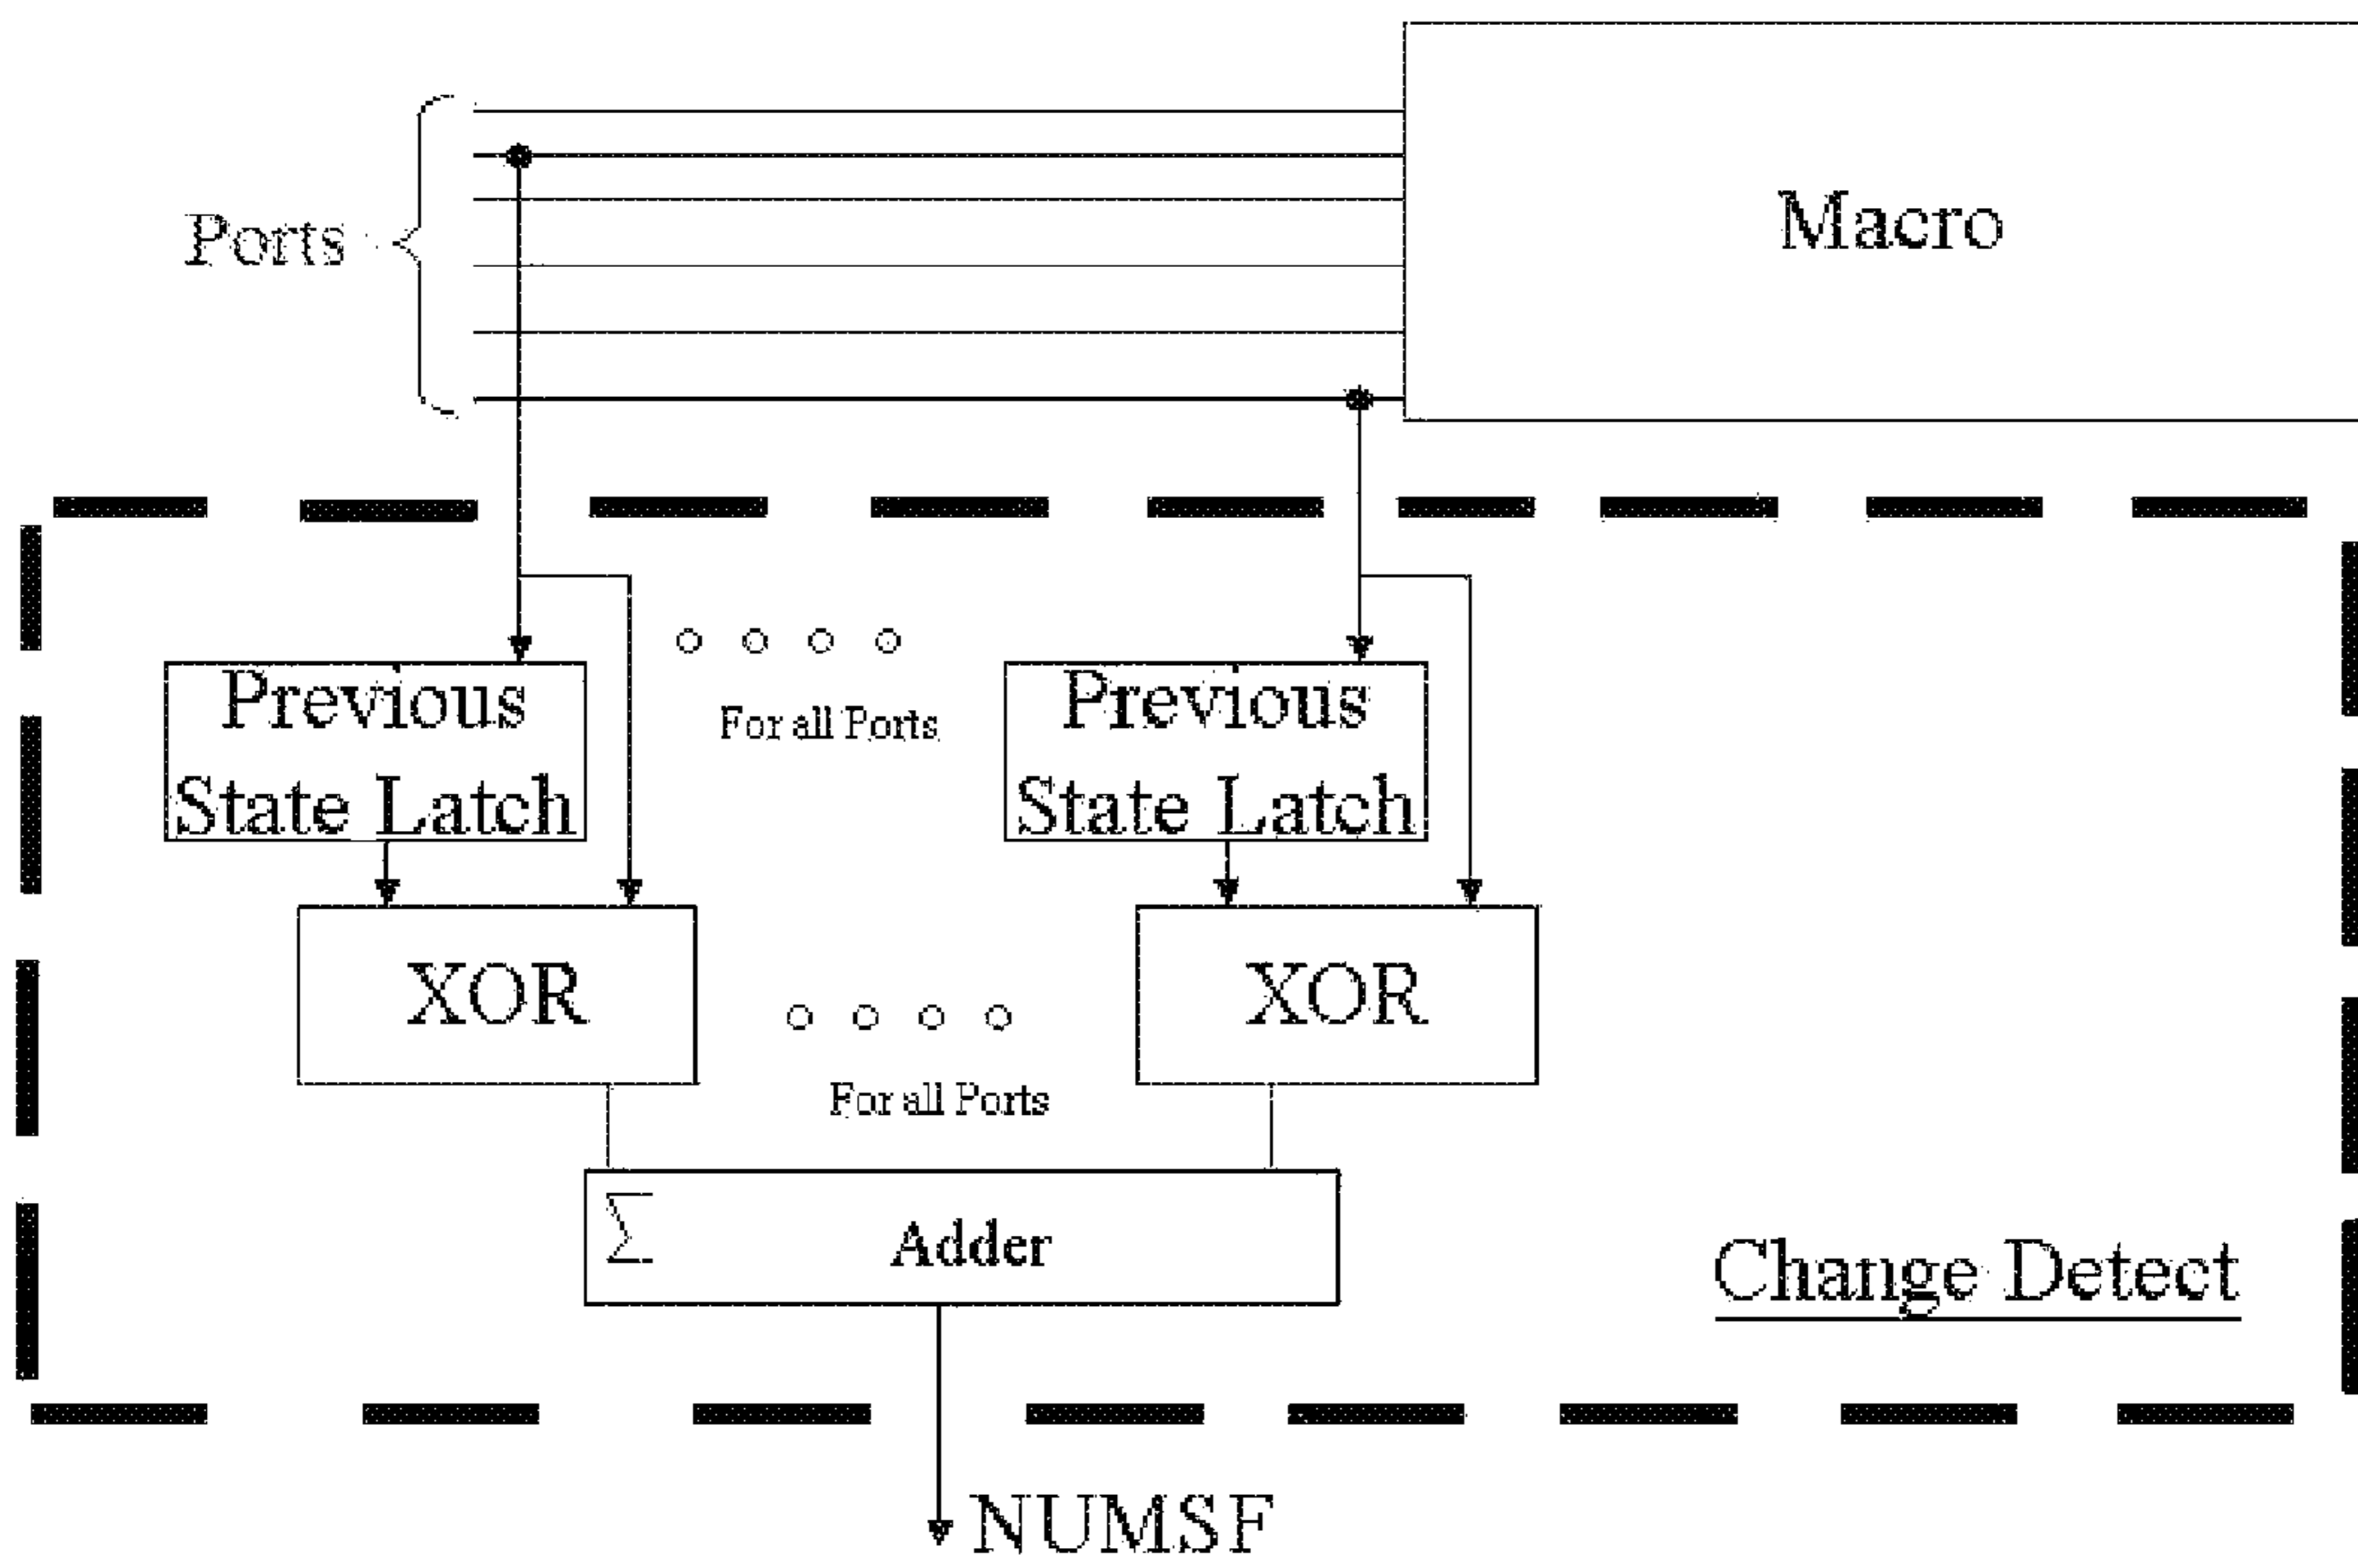 Macro
Ports
Previous
State Latch
For all Ports
Previous
State Latch
XOR
For all Ports
XOR
Σ Adder
Change Detect
NUMSF